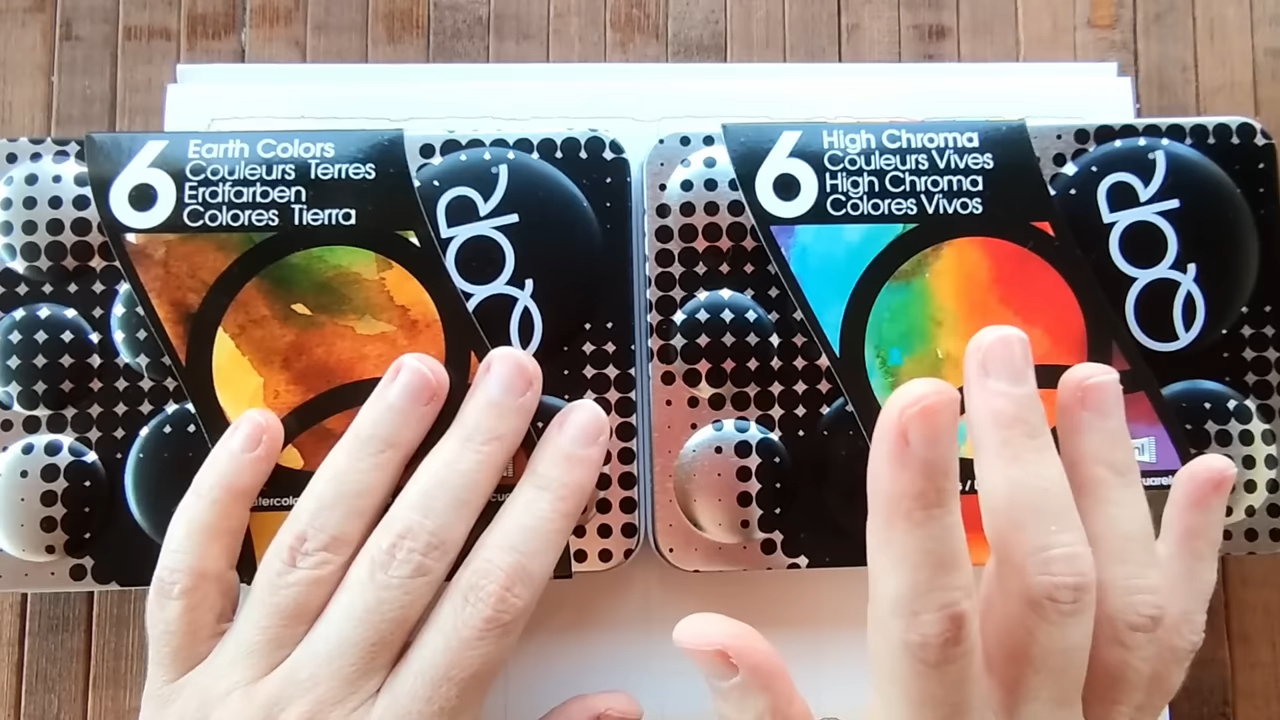 6
Earth Colors
Couleurs Terres
Erdfarben
Colores Tierra
QOR
6
High Chroma
Couleurs Vives
High Chroma
Colores Vivos
QOR